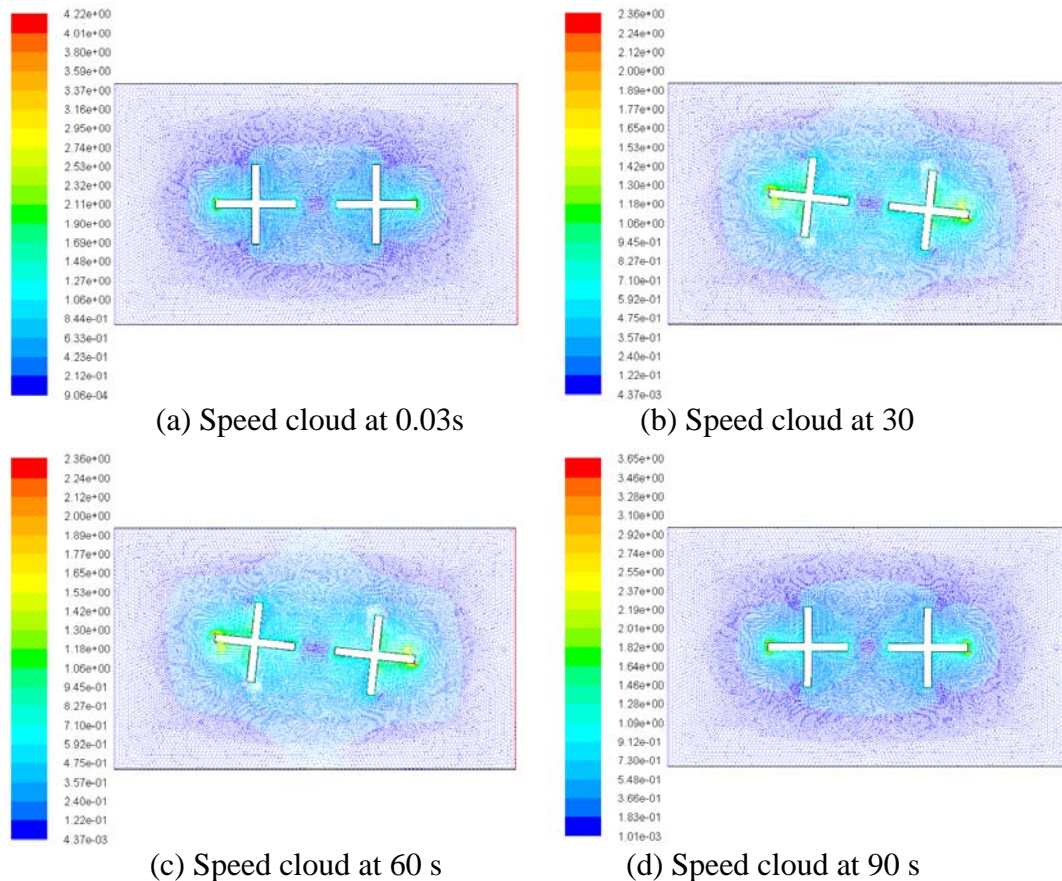 4.22e+00
4.01e+00
3.80e+00
3.59e+00
3.37e+00
3.16e+00
2.95e+00
2.74e+00
2.53e+00
2.32e+00
2.11e+00
1.90e+00
1.69e+00
1.48e+00
1.27e+00
1.06e+00
8.44e-01
6.33e-01
4.23e-01
2.12e-01
9.06e-04
2.36e+00
2.24e+00
2.12e+00
2.00e+00
1.89e+00
1.77e+00
1.65e+00
1.53e+00
1.42e+00
1.30e+00
1.18e+00
1.06e+00
9.45e-01
8.27e-01
7.10e-01
5.92e-01
4.75e-01
3.57e-01
2.40e-01
1.22e-01
4.37e-03
(a) Speed cloud at 0.03s
(b) Speed cloud at 30
2.36e+00
2.24e+00
2.12e+00
2.00e+00
1.89e+00
1.77e+00
1.65e+00
1.53e+00
1.42e+00
1.30e+00
1.18e+00
1.06e+00
9.45e-01
8.27e-01
7.10e-01
5.92e-01
4.75e-01
3.57e-01
2.40e-01
1.22e-01
4.37e-03
3.65e+00
3.46e+00
3.28e+00
3.10e+00
2.92e+00
2.74e+00
2.55e+00
2.37e+00
2.19e+00
2.01e+00
1.82e+00
1.64e+00
1.46e+00
1.28e+00
1.09e+00
9.12e-01
7.30e-01
5.48e-01
3.66e-01
1.83e-01
1.01e-03
(c) Speed cloud at 60 s
(d) Speed cloud at 90 s